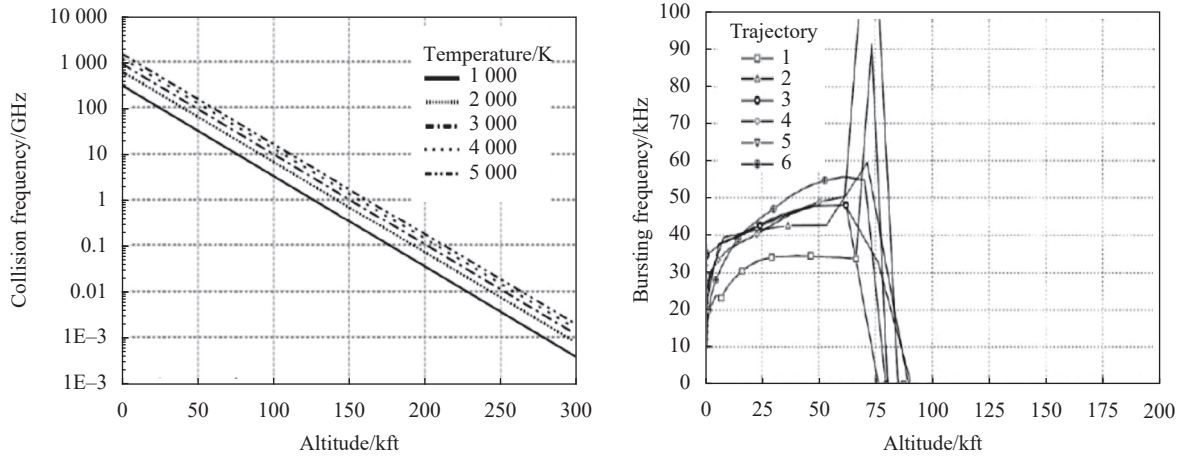 10 000
1 000
100
10
1
0.1
0.01
1E−3
1E−3
Collision frequency/GHz
Temperature/K
1 000
2 000
3 000
4 000
5 000
0 50 100 150 200 250 300
Altitude/kft
100
90
80
70
60
50
40
30
20
10
0
Bursting frequency/kHz
Trajectory
1
2
3
4
5
6
0 25 50 75 100 125 150 175 200
Altitude/kft